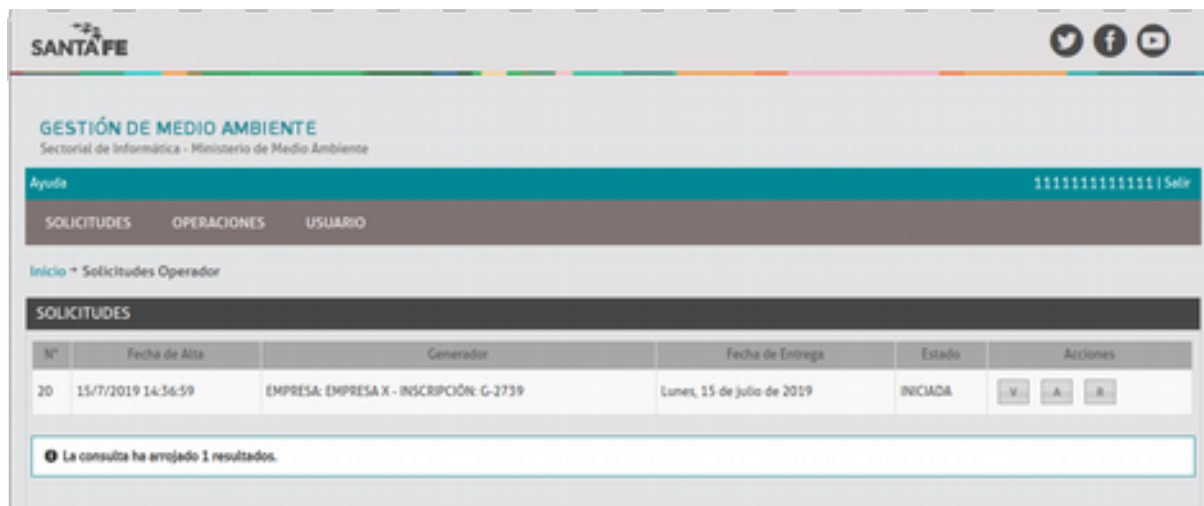 SANTA FE
GESTIÓN DE MEDIO AMBIENTE
Sectorial de Informática - Ministerio de Medio Ambiente
Ayuda 1111111111111 | Salir
SOLICITUDES OPERACIONES USUARIO
Inicio → Solicitudes Operador
SOLICITUDES
N° Fecha de Alta Generador Fecha de Entrega Estado Acciones
20 15/7/2019 14:36:59 EMPRESA: EMPRESA X - INSCRIPCIÓN: G-2739 Lunes, 15 de julio de 2019 INICIADA V A R
La consulta ha arrojado 1 resultados.